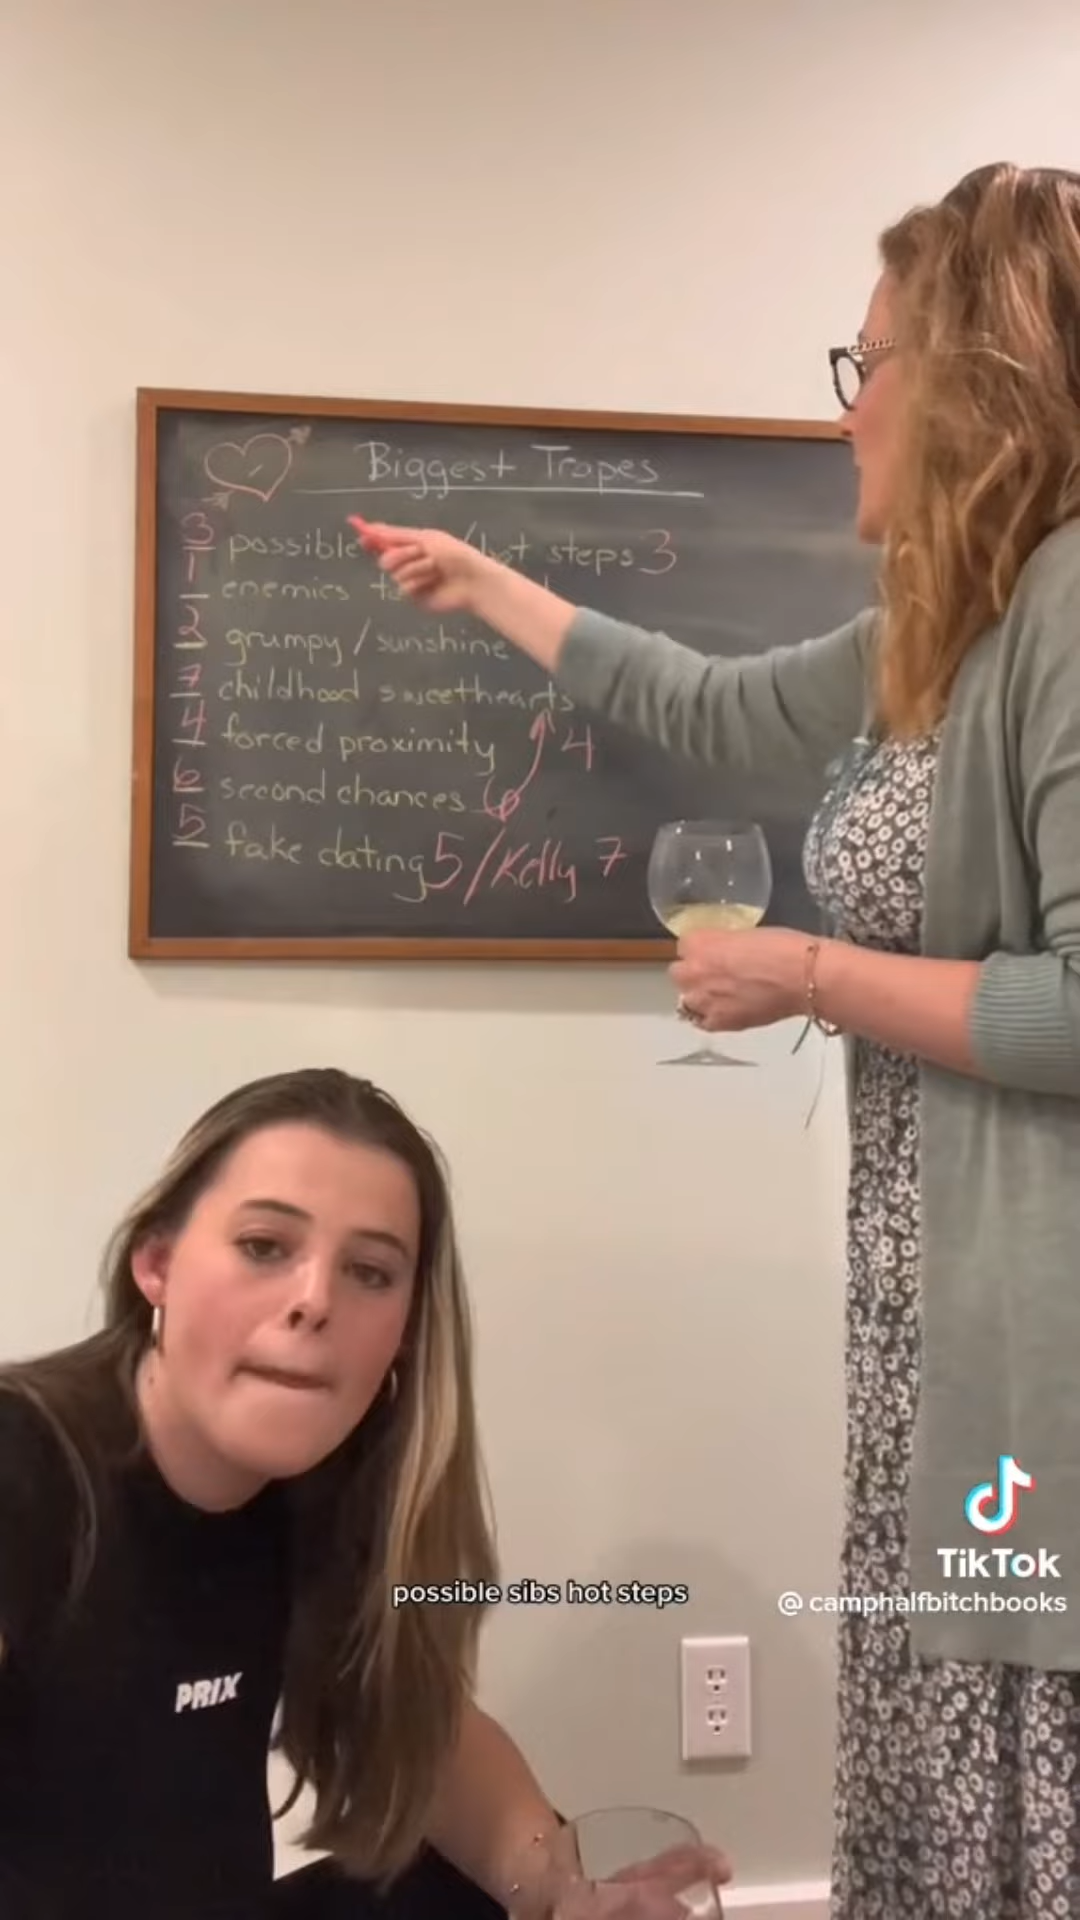 Biggest Tropes
3 possible /hot steps 3
1 enemies to
2 grumpy/sunshine
7 childhood sweethearts
4 forced proximity 4
6 second chances 6
5 fake dating 5/Kelly 7
possible sibs hot steps
PRIX
TikTok
@camphalfbitchbooks